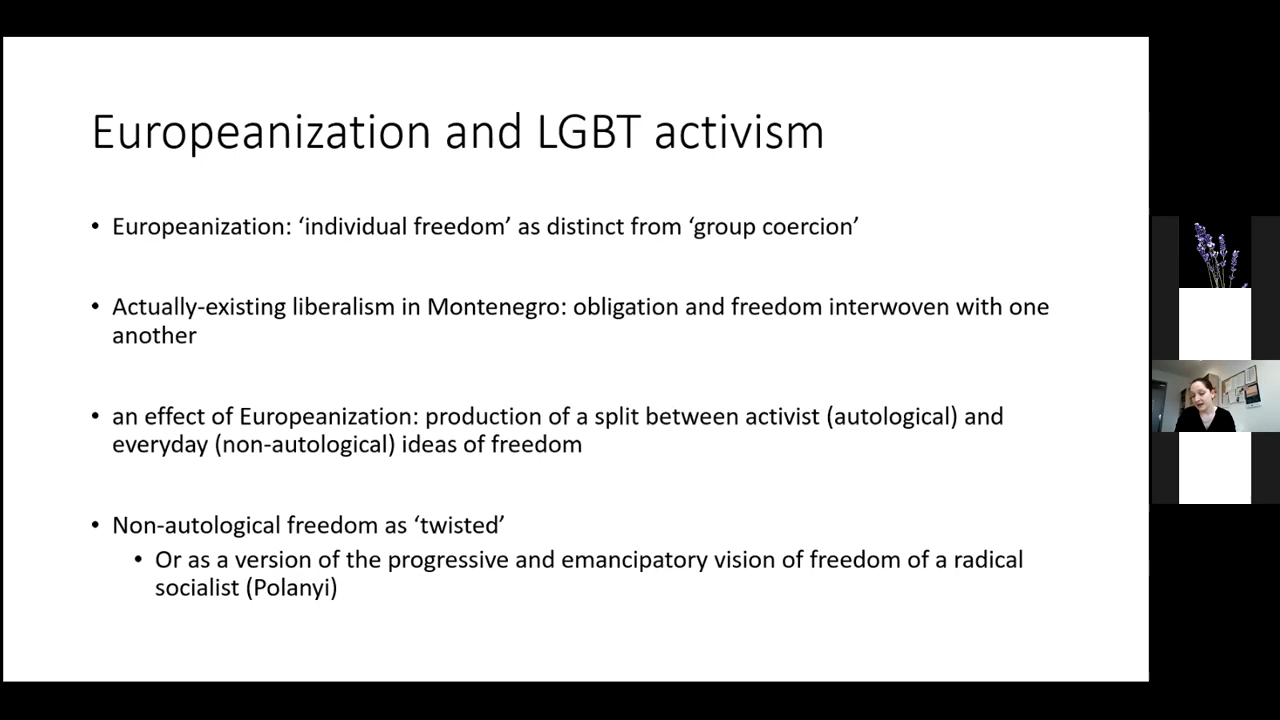 Europeanization and LGBT activism
• Europeanization: ‘individual freedom’ as distinct from ‘group coercion’
• Actually-existing liberalism in Montenegro: obligation and freedom interwoven with one
another
• an effect of Europeanization: production of a split between activist (autological) and
everyday (non-autological) ideas of freedom
• Non-autological freedom as ‘twisted’
• Or as a version of the progressive and emancipatory vision of freedom of a radical
socialist (Polanyi)